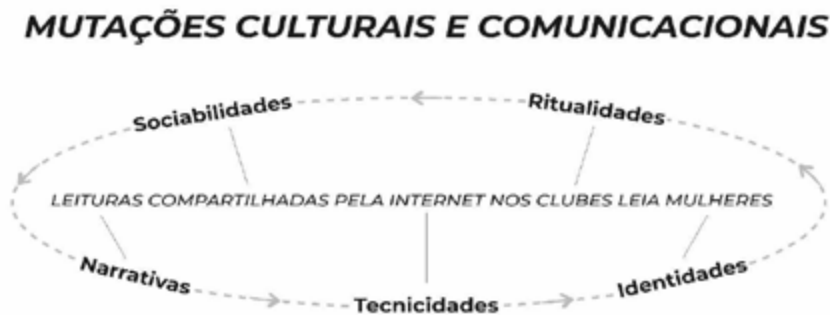 MUTAÇÕES CULTURAIS E COMUNICACIONAIS
Sociabilidades
Ritualidades
LEITURAS COMPARTILHADAS PELA INTERNET NOS CLUBES LEIA MULHERES
Narrativas
Tecnicidades
Identidades